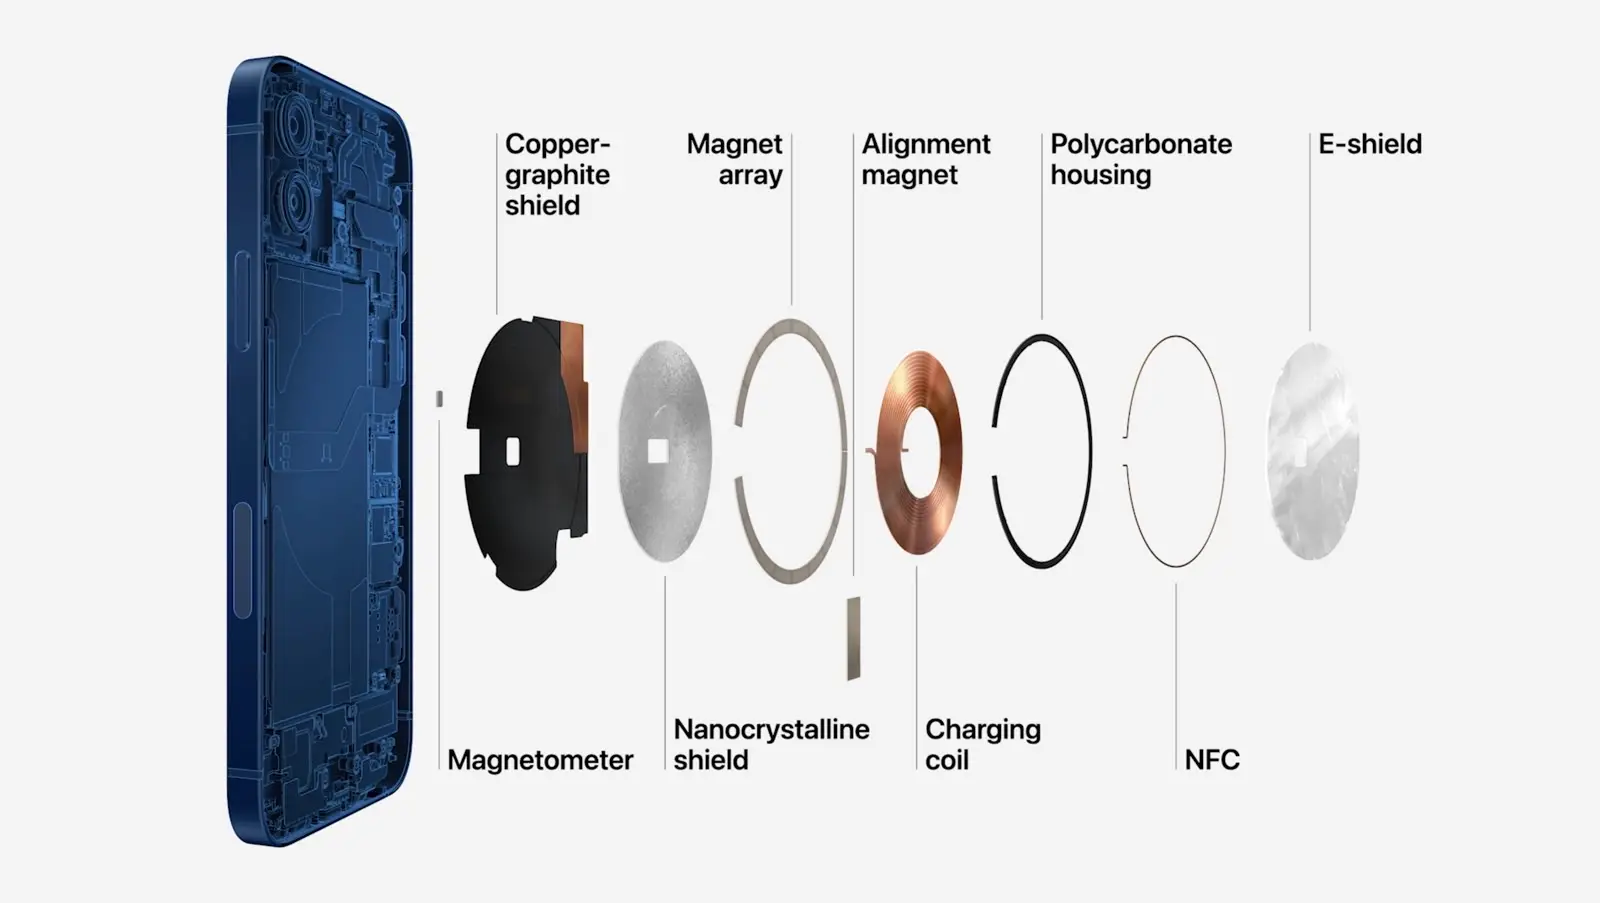 Copper-
graphite
shield
Magnet
array
Alignment
magnet
Polycarbonate
housing
E-shield
Magnetometer
Nanocrystalline
shield
Charging
coil
NFC